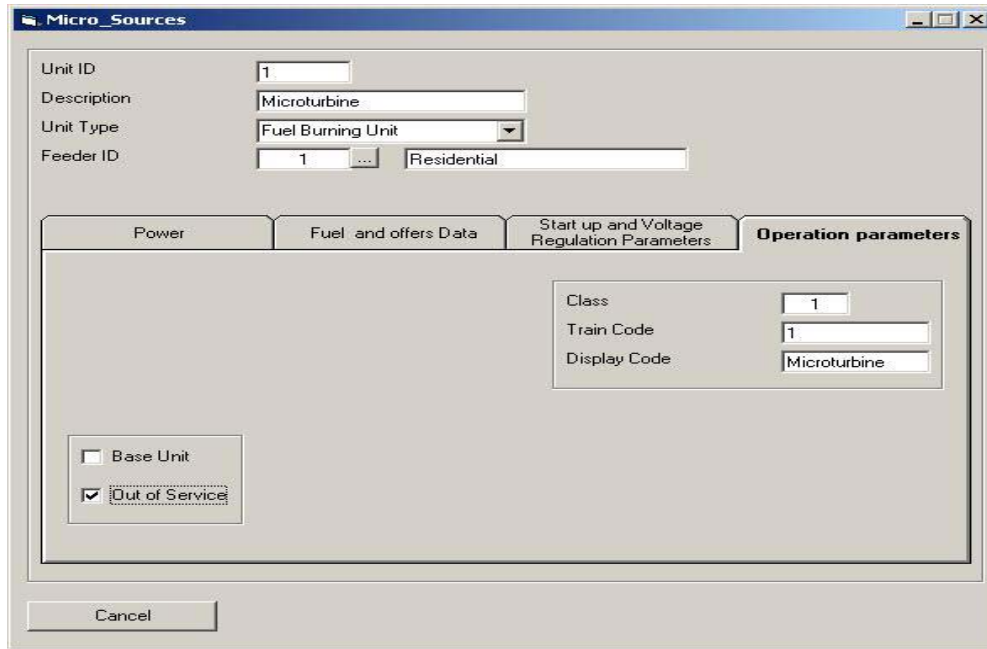 Micro_Sources
Unit ID 1
Description Microturbine
Unit Type Fuel Burning Unit
Feeder ID 1 ... Residential
Power
Fuel and offers Data
Start up and Voltage
Regulation Parameters
Operation parameters
Class 1
Train Code 1
Display Code Microturbine
Base Unit
Out of Service
Cancel